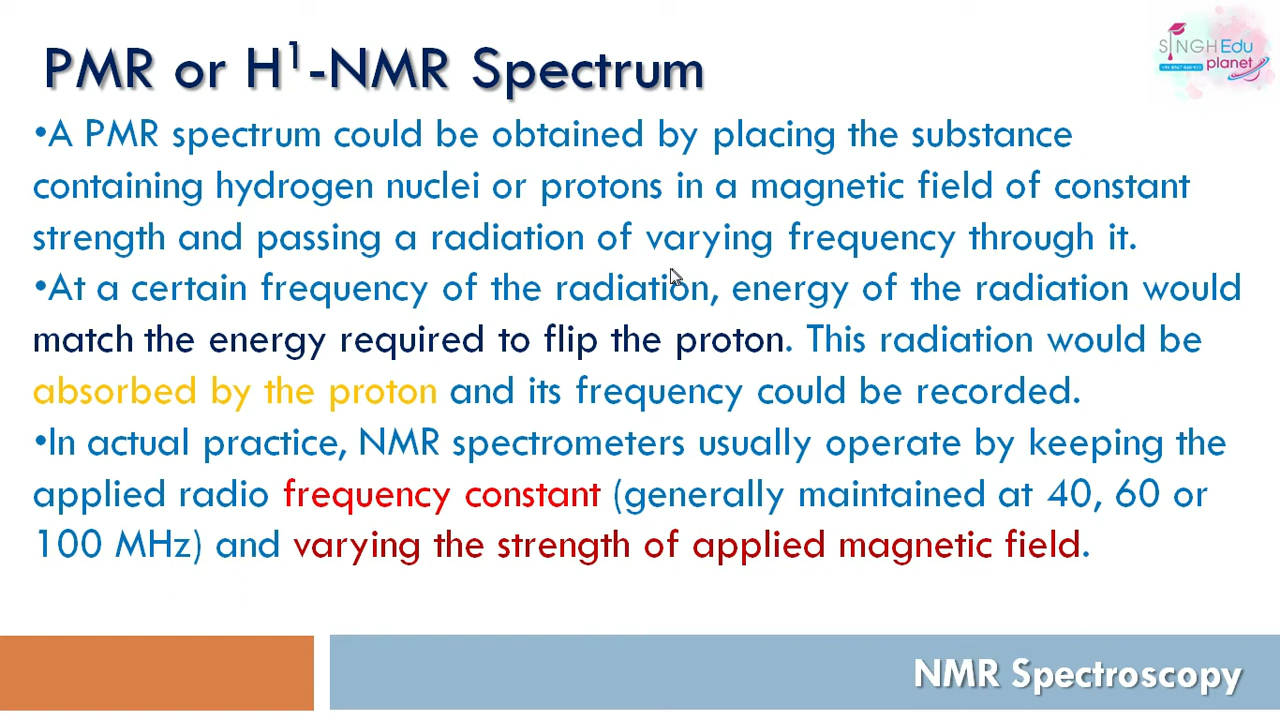 PMR or H¹-NMR Spectrum
SINGH Edu
planet
•A PMR spectrum could be obtained by placing the substance
containing hydrogen nuclei or protons in a magnetic field of constant
strength and passing a radiation of varying frequency through it.
•At a certain frequency of the radiation, energy of the radiation would
match the energy required to flip the proton. This radiation would be
absorbed by the proton and its frequency could be recorded.
•In actual practice, NMR spectrometers usually operate by keeping the
applied radio frequency constant (generally maintained at 40, 60 or
100 MHz) and varying the strength of applied magnetic field.
NMR Spectroscopy